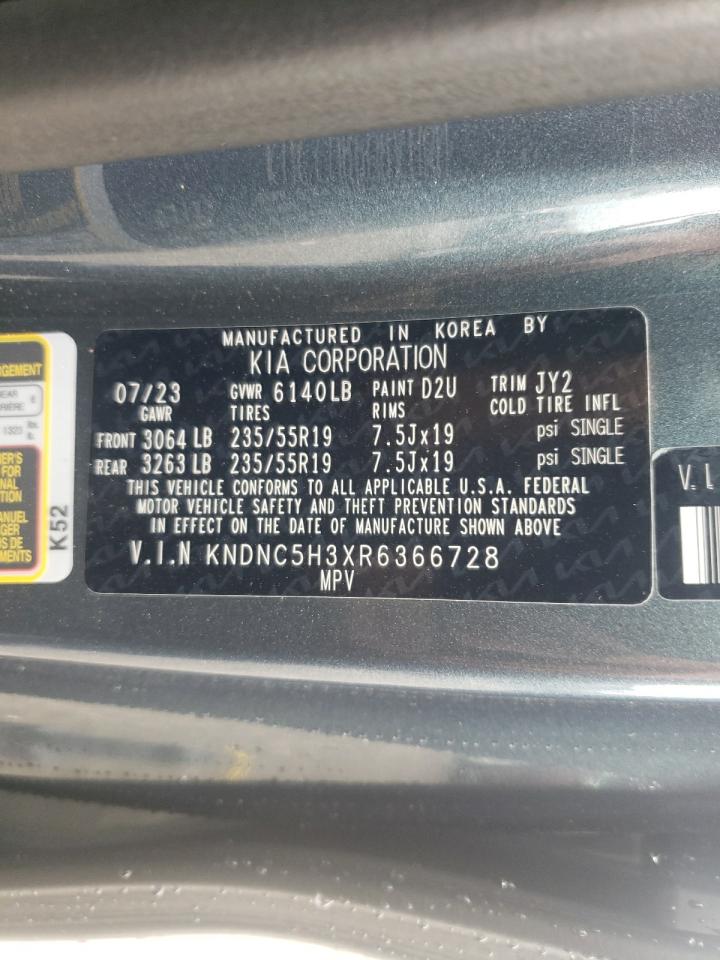 MANUFACTURED IN KOREA BY
KIA CORPORATION
07/23 GVWR 6140LB PAINT D2U TRIM JY2
GAWR TIRES RIMS COLD TIRE INFL
FRONT 3064 LB 235/55R19 7.5Jx19 psi SINGLE
REAR 3263 LB 235/55R19 7.5Jx19 psi SINGLE
THIS VEHICLE CONFORMS TO ALL APPLICABLE U.S.A. FEDERAL
MOTOR VEHICLE SAFETY AND THEFT PREVENTION STANDARDS
IN EFFECT ON THE DATE OF MANUFACTURE SHOWN ABOVE
V.I.N KNDNC5H3XR6366728
MPV
K52
1323 lbs.
MANUEL
V.I